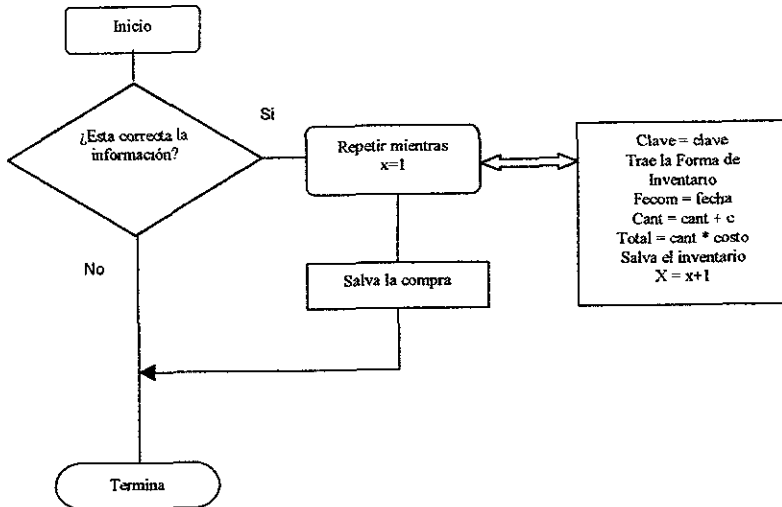 Inicio
¿Esta correcta la
información?
Si
Repetir mientras
x=1
Clave = clave
Trae la Forma de
Inventario
Fecom = fecha
Cant = cant + c
Total = cant * costo
Salva el inventario
X = x+1
No
Salva la compra
Termina